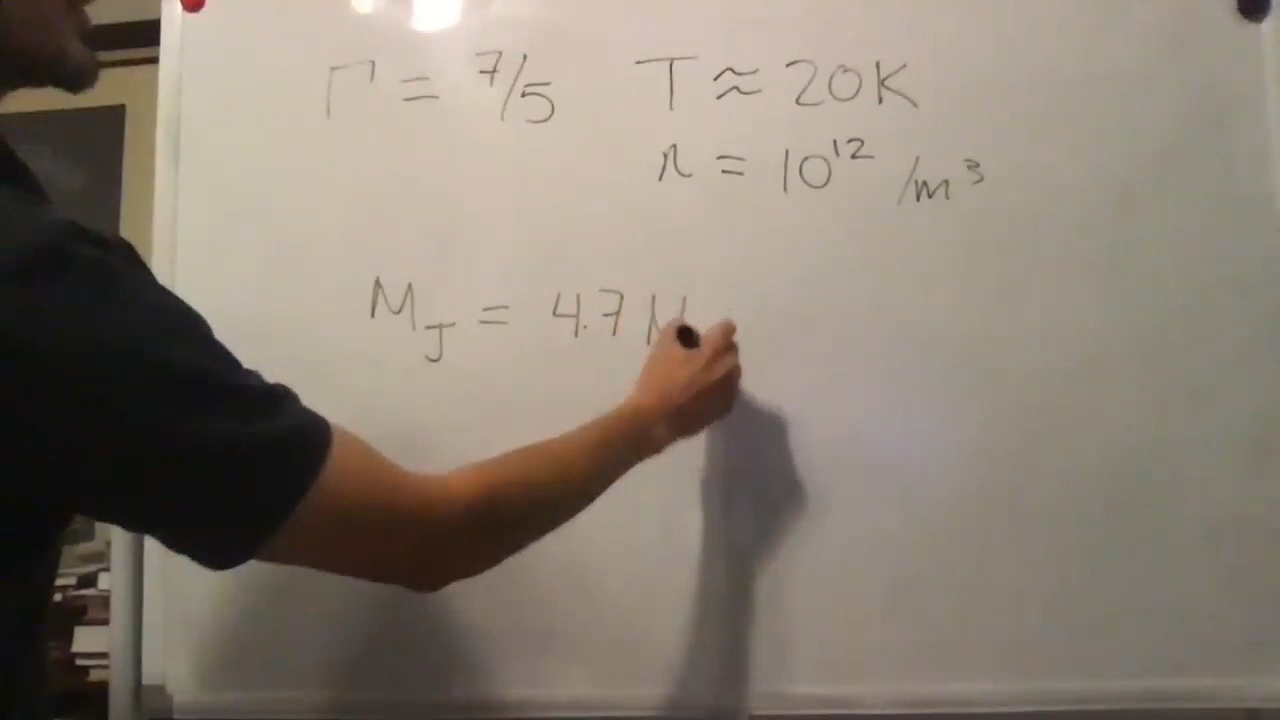 Γ = 7/5 T ≈ 20K
n = 10¹² /m³
M_J = 4.7 M